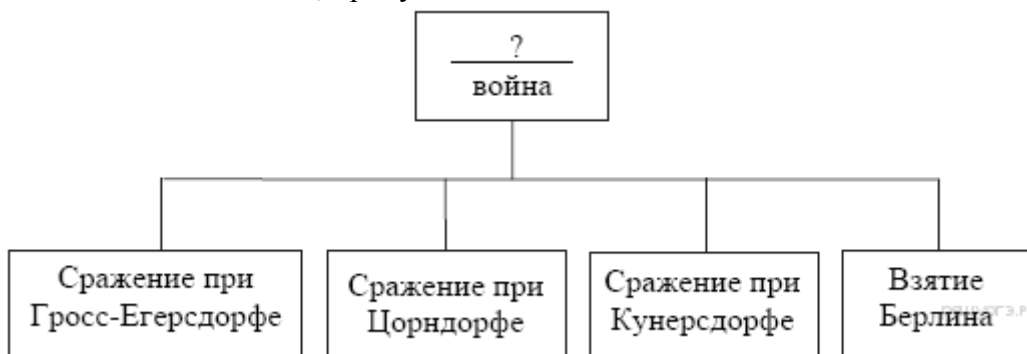 ?
война
Сражение при
Гросс-Егерсдорфе
Сражение при
Цорндорфе
Сражение при
Кунерсдорфе
Взятие
Берлина